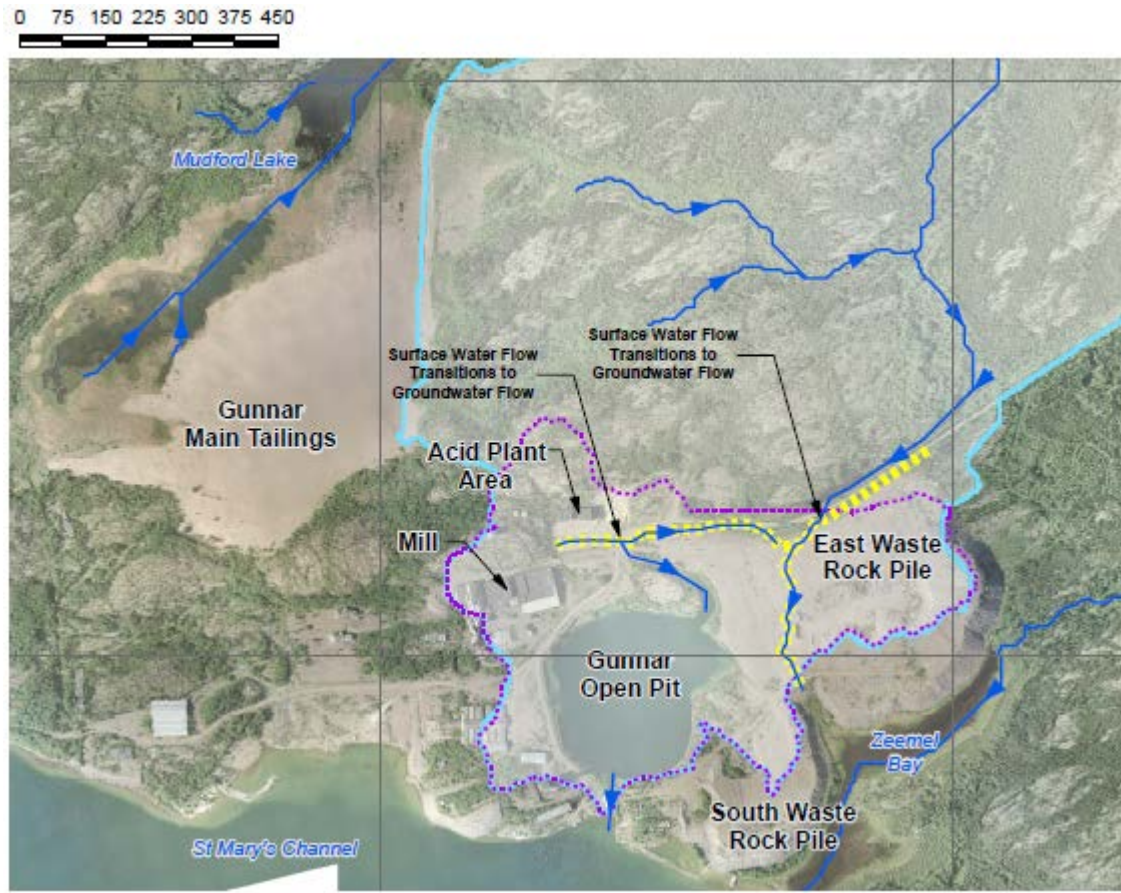 0 75 150 225 300 375 450
Mudford Lake
Surface Water Flow
Transitions to
Groundwater Flow
Surface Water Flow
Transitions to
Groundwater Flow
Gunnar
Main Tailings
Acid Plant
Area
Mill
East Waste
Rock Pile
Gunnar
Open Pit
Zeemel
Bay
South Waste
Rock Pile
St Mary's Channel